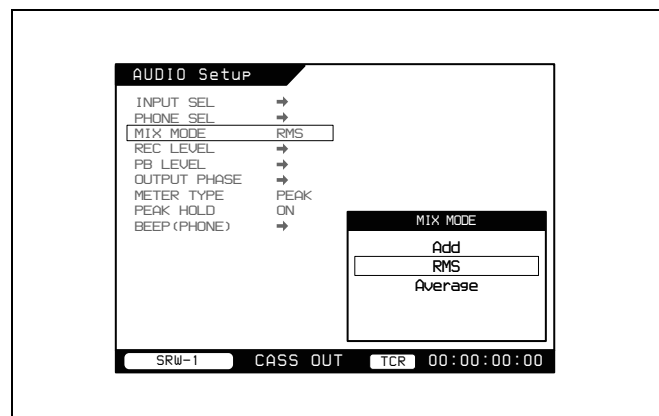 AUDIO Setup
INPUT SEL ➔
PHONE SEL ➔
MIX MODE RMS
REC LEVEL ➔
PB LEVEL ➔
OUTPUT PHASE ➔
METER TYPE PEAK
PEAK HOLD ON
BEEP(PHONE) ➔
MIX MODE
Add
RMS
Average
SRW-1 CASS OUT TCR 00:00:00:00